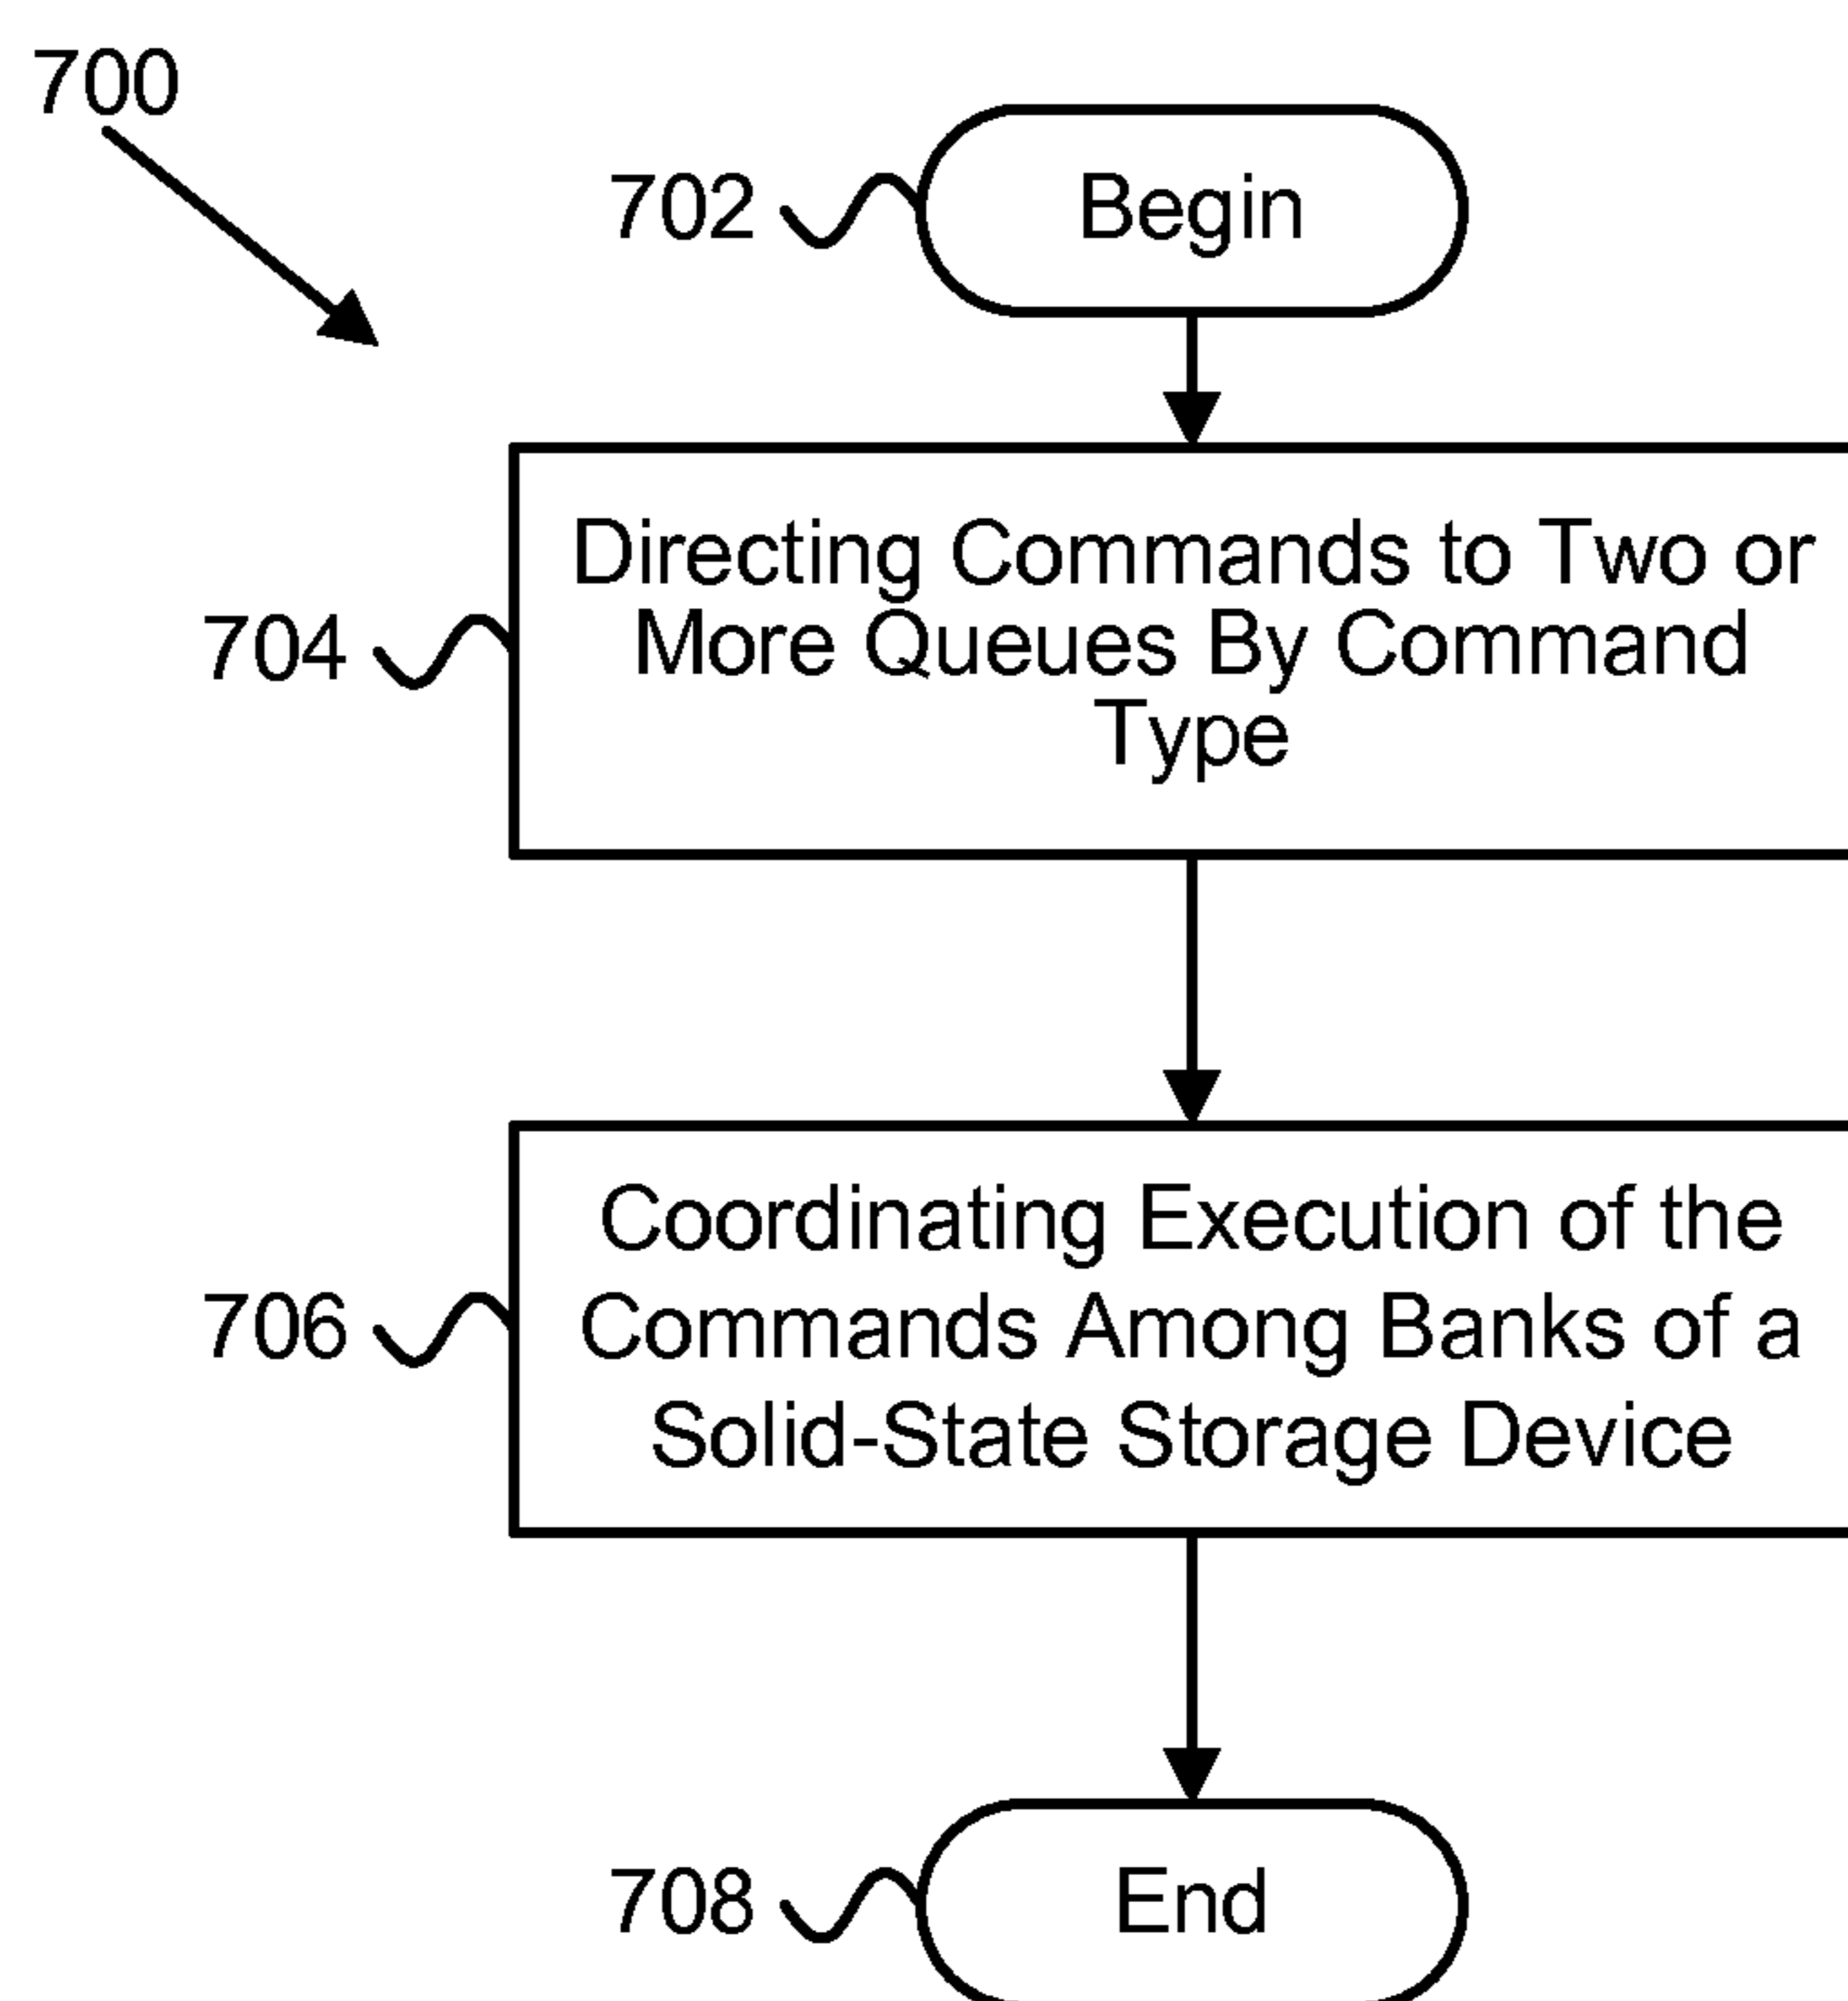 700
702
Begin
704
Directing Commands to Two or
More Queues By Command
Type
706
Coordinating Execution of the
Commands Among Banks of a
Solid-State Storage Device
708
End